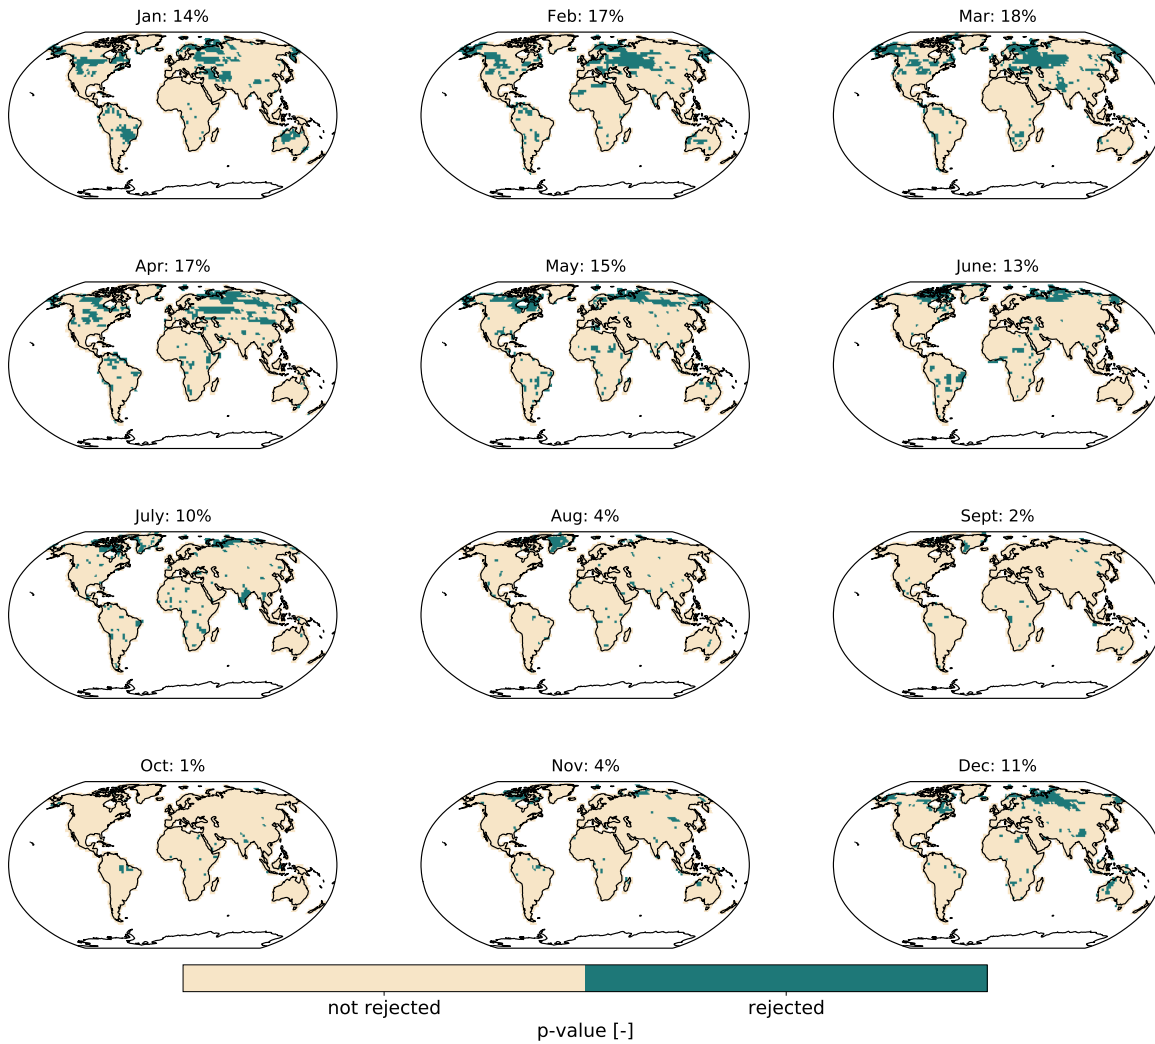 Jan: 14%
Feb: 17%
Mar: 18%
Apr: 17%
May: 15%
June: 13%
July: 10%
Aug: 4%
Sept: 2%
Oct: 1%
Nov: 4%
Dec: 11%
not rejected
rejected
p-value [-]